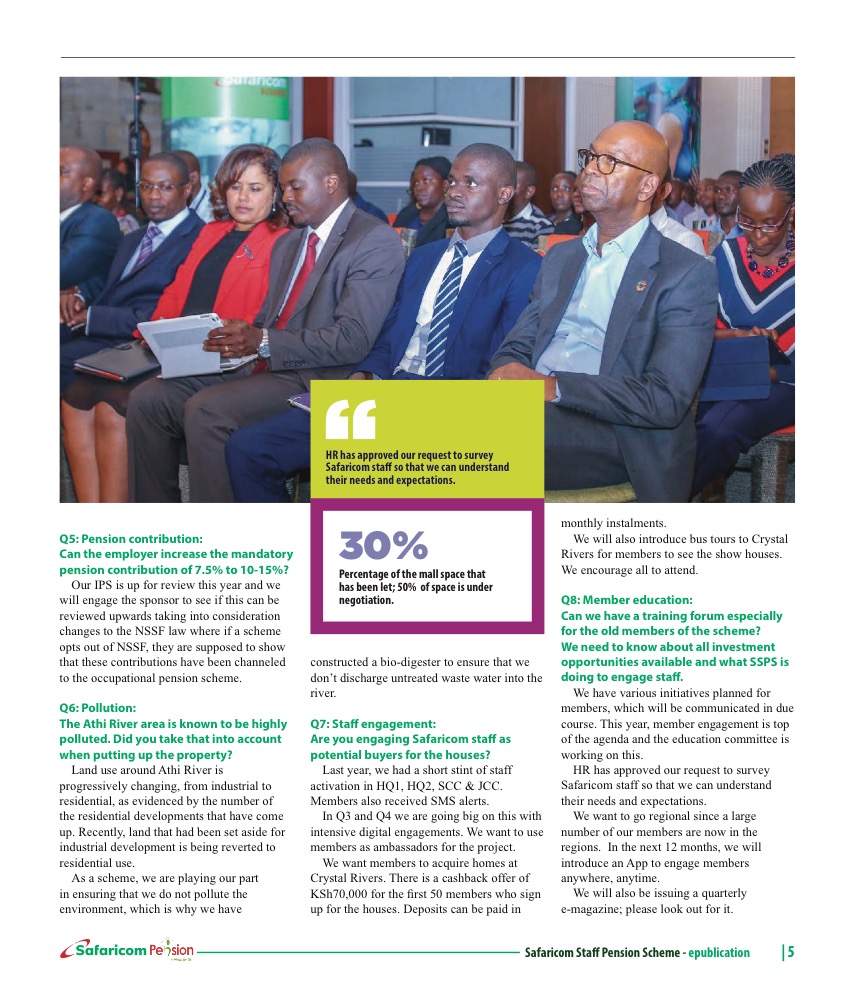 Safaricom
HR has approved our request to survey
Safaricom staff so that we can understand
their needs and expectations.
30%
Percentage of the mall space that
has been let; 50% of space is under
negotiation.
Q5: Pension contribution:
Can the employer increase the mandatory
pension contribution of 7.5% to 10-15%?
Our IPS is up for review this year and we
will engage the sponsor to see if this can be
reviewed upwards taking into consideration
changes to the NSSF law where if a scheme
opts out of NSSF, they are supposed to show
that these contributions have been channeled
to the occupational pension scheme.
Q6: Pollution:
The Athi River area is known to be highly
polluted. Did you take that into account
when putting up the property?
Land use around Athi River is
progressively changing, from industrial to
residential, as evidenced by the number of
the residential developments that have come
up. Recently, land that had been set aside for
industrial development is being reverted to
residential use.
As a scheme, we are playing our part
in ensuring that we do not pollute the
environment, which is why we have
constructed a bio-digester to ensure that we
don't discharge untreated waste water into the
river.
Q7: Staff engagement:
Are you engaging Safaricom staff as
potential buyers for the houses?
Last year, we had a short stint of staff
activation in HQ1, HQ2, SCC & JCC.
Members also received SMS alerts.
In Q3 and Q4 we are going big on this with
intensive digital engagements. We want to use
members as ambassadors for the project.
We want members to acquire homes at
Crystal Rivers. There is a cashback offer of
KSh70,000 for the first 50 members who sign
up for the houses. Deposits can be paid in
monthly instalments.
We will also introduce bus tours to Crystal
Rivers for members to see the show houses.
We encourage all to attend.
Q8: Member education:
Can we have a training forum especially
for the old members of the scheme?
We need to know about all investment
opportunities available and what SSPS is
doing to engage staff.
We have various initiatives planned for
members, which will be communicated in due
course. This year, member engagement is top
of the agenda and the education committee is
working on this.
HR has approved our request to survey
Safaricom staff so that we can understand
their needs and expectations.
We want to go regional since a large
number of our members are now in the
regions. In the next 12 months, we will
introduce an App to engage members
anywhere, anytime.
We will also be issuing a quarterly
e-magazine; please look out for it.
Safaricom Pension
Safaricom Staff Pension Scheme - epublication
|5